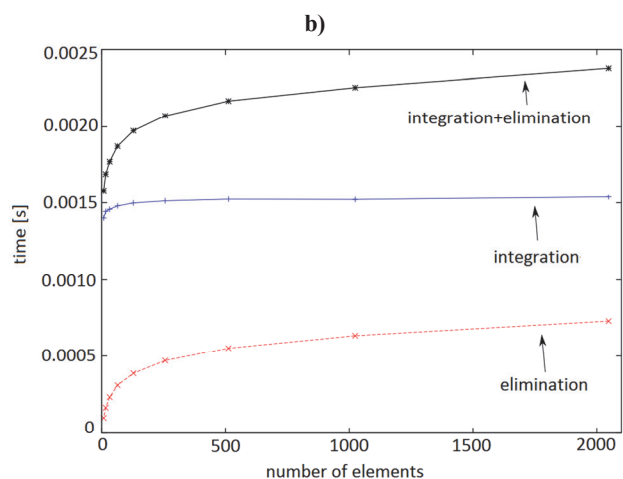 b)
0.0025
0.0020
0.0015
0.0010
0.0005
0
time [s]
integration+elimination
integration
elimination
0 500 1000 1500 2000
number of elements